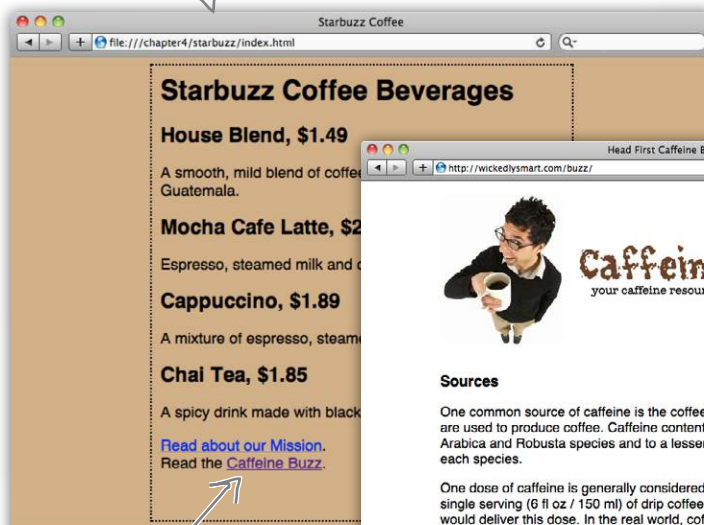 Starbuzz Coffee
file:///chapter4/starbuzz/index.html
Starbuzz Coffee Beverages
House Blend, $1.49
A smooth, mild blend of coffee
Guatemala.
Mocha Cafe Latte, $2
Espresso, steamed milk and
Cappuccino, $1.89
A mixture of espresso, steame
Chai Tea, $1.85
A spicy drink made with black
Read about our Mission.
Read the Caffeine Buzz.
Head First Caffeine B
http://wickedlysmart.com/buzz/
Caffein
your caffeine resour
Sources
One common source of caffeine is the coffee
are used to produce coffee. Caffeine content
Arabica and Robusta species and to a lesser
each species.
One dose of caffeine is generally considered
single serving (6 fl oz / 150 ml) of drip coffee
would deliver this dose. In the real world, cof